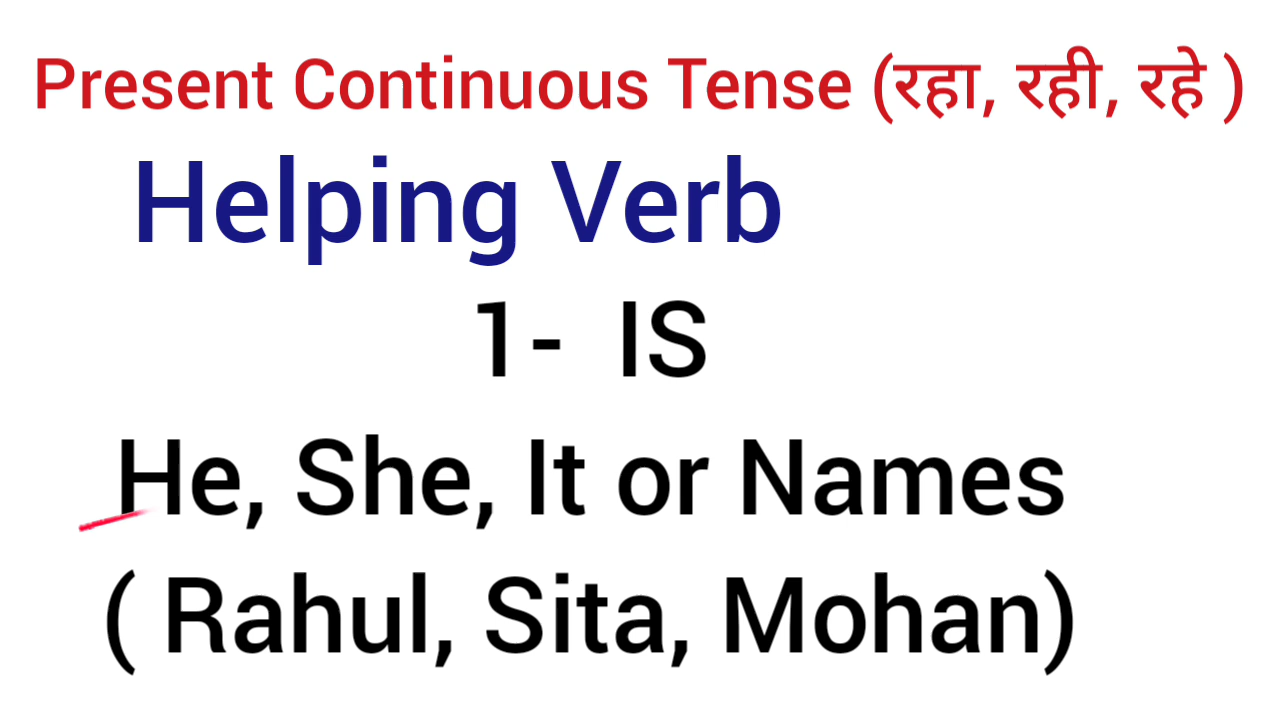 Present Continuous Tense (रहा, रही, रहे )
Helping Verb
1- IS
He, She, It or Names
( Rahul, Sita, Mohan)